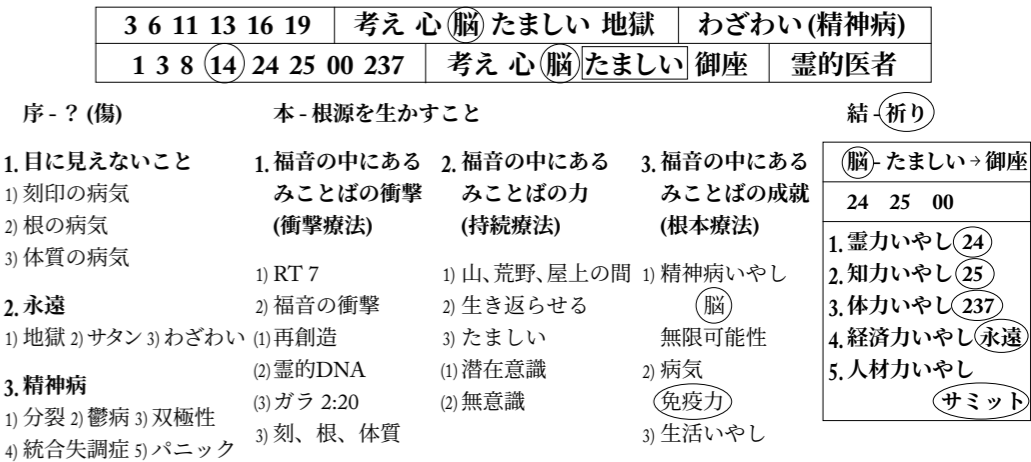 3 6 11 13 16 19 考え 心 脳 たましい 地獄 わざわい (精神病)
1 3 8 14 24 25 00 237 考え 心 脳 たましい 御座 霊的医者
序 - ? (傷)
1. 目に見えないこと
1) 刻印の病気
2) 根の病気
3) 体質の病気
2. 永遠
1) 地獄 2) サタン 3) わざわい
3. 精神病
1) 分裂 2) 鬱病 3) 双極性
4) 統合失調症 5) パニック
本 - 根源を生かすこと
1. 福音の中にある
みことばの衝撃
(衝撃療法)
1) RT 7
2) 福音の衝撃
(1) 再創造
(2) 霊的DNA
(3) ガラ 2:20
3) 刻、根、体質
2. 福音の中にある
みことばの力
(持続療法)
1) 山、荒野、屋上の間
2) 生き返らせる
3) たましい
(1) 潜在意識
(2) 無意識
3. 福音の中にある
みことばの成就
(根本療法)
1) 精神病いやし
脳
無限可能性
2) 病気
免疫力
3) 生活いやし
結 - 祈り
脳 - たましい → 御座
24 25 00
1. 霊力いやし 24
2. 知力いやし 25
3. 体力いやし 237
4. 経済力いやし 永遠
5. 人材力いやし
サミット